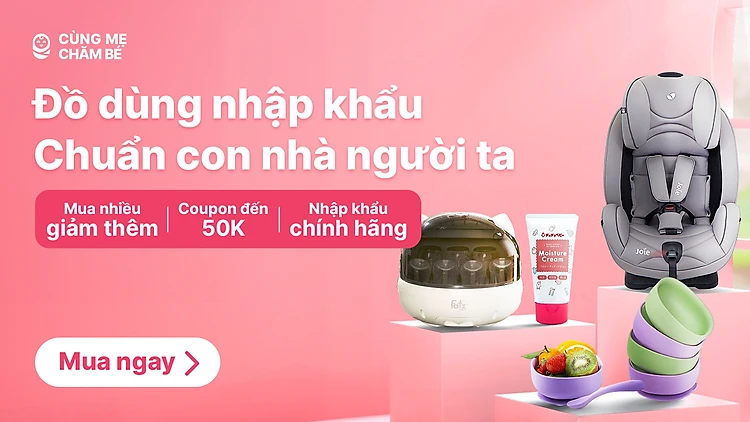 CÙNG MẸ
CHĂM BÉ
Đồ dùng nhập khẩu
Chuẩn con nhà người ta
Mua nhiều
giảm thêm
Coupon đến
50K
Nhập khẩu
chính hãng
Mua ngay
Moisture
Cream
Joie
Joie